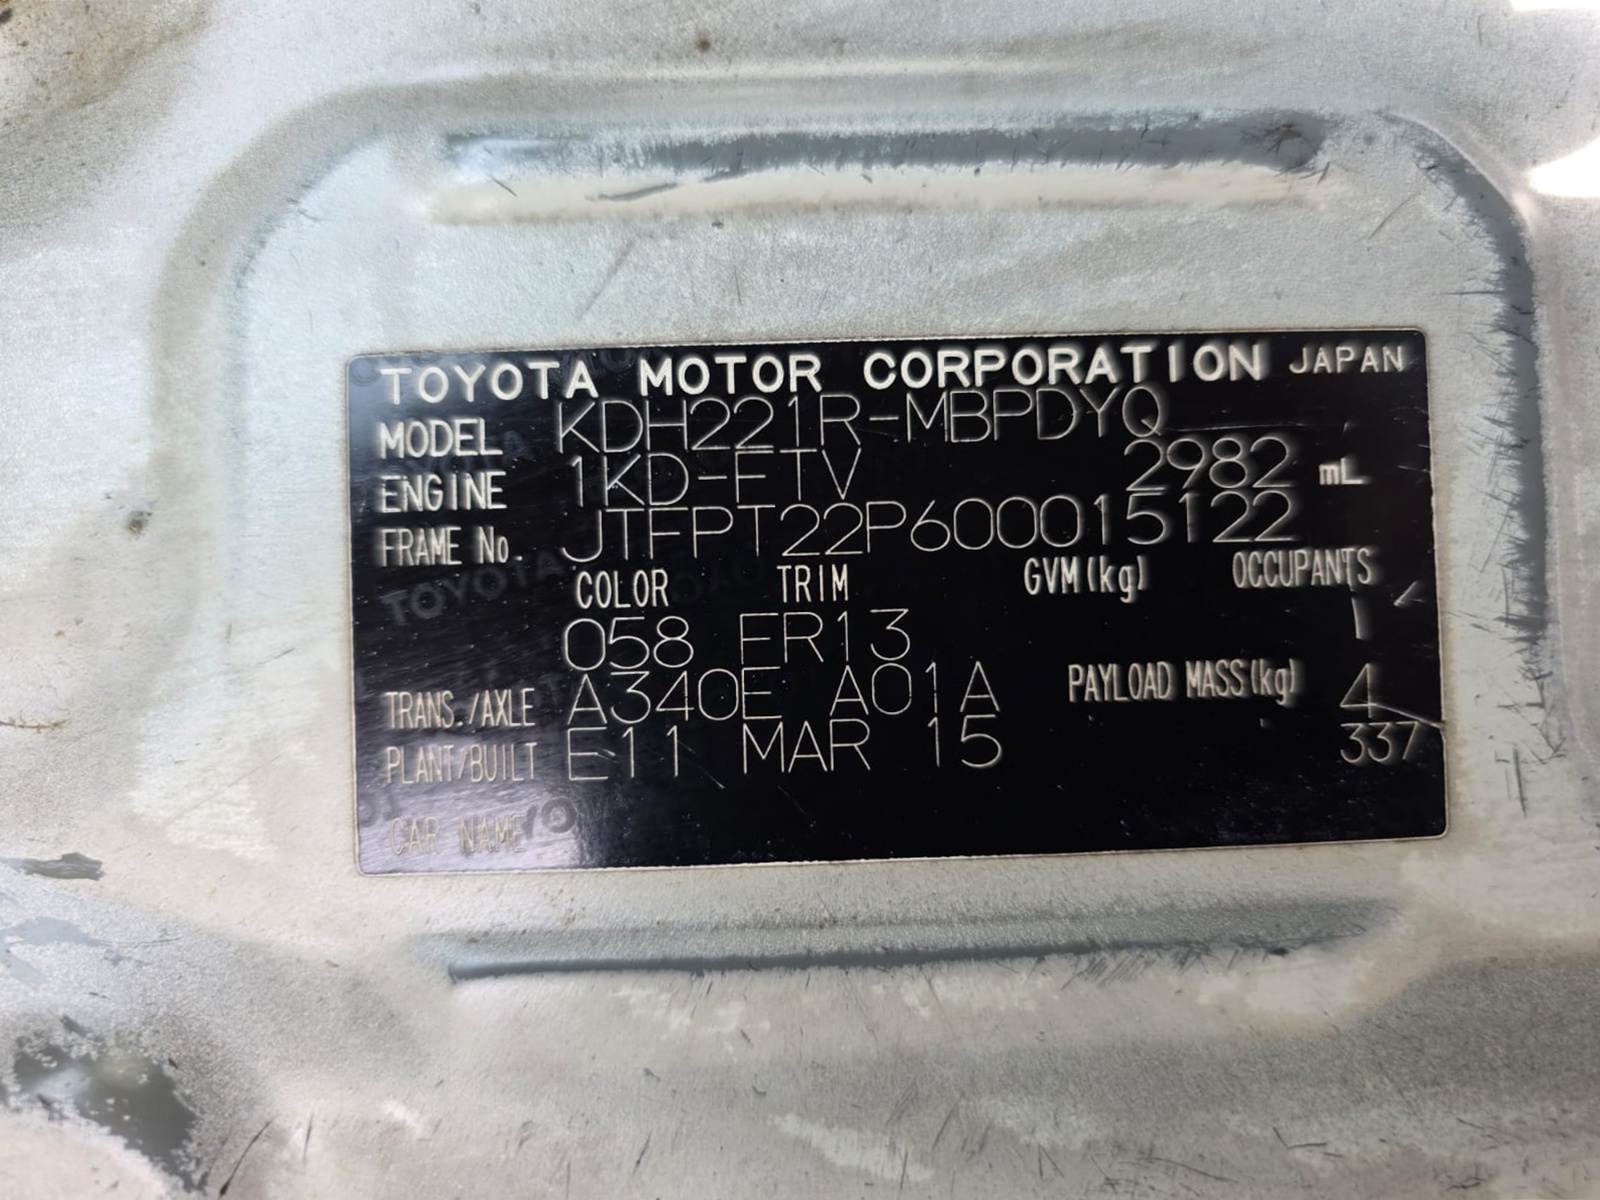 TOYOTA MOTOR CORPORATION JAPAN
MODEL KDH221R-MBPDYQ
ENGINE 1KD-FTV 2982 mL
FRAME No. JTFPT22P600015122
COLOR TRIM GVM(kg) OCCUPANTS
058 ER13 1
TRANS./AXLE A340E A01A PAYLOAD MASS(kg) 4
PLANT/BUILT E11 MAR 15 337
CAR NAME